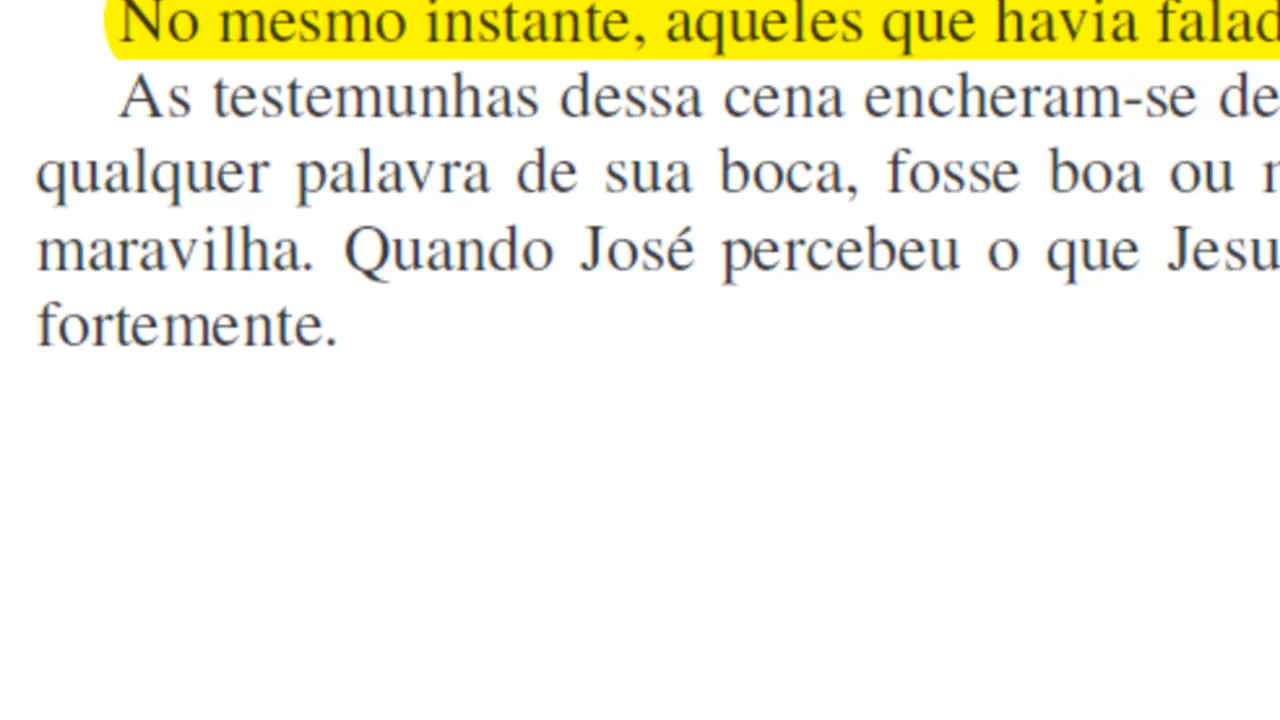 No mesmo instante, aqueles que havia falad
As testemunhas dessa cena encheram-se de
qualquer palavra de sua boca, fosse boa ou
maravilha. Quando José percebeu o que Jesu
fortemente.